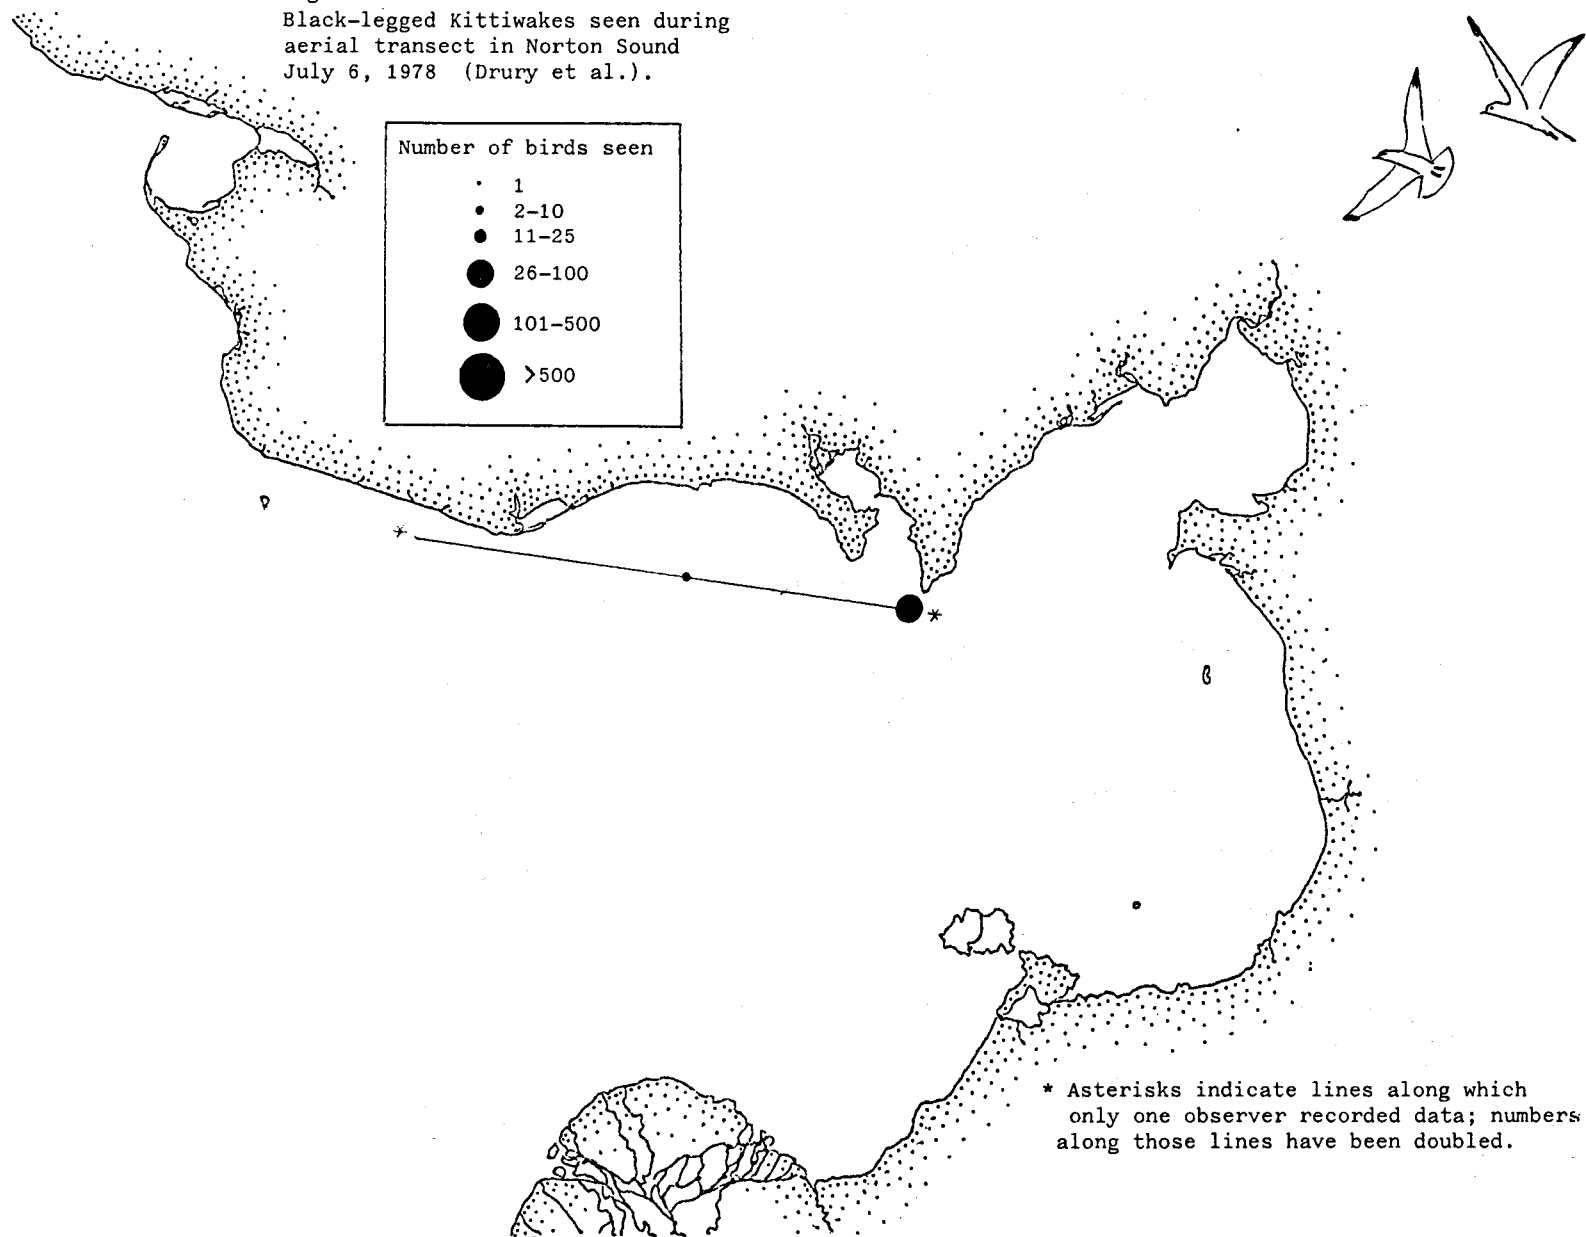 Black-legged Kittiwakes seen during
aerial transect in Norton Sound
July 6, 1978 (Drury et al.).
Number of birds seen
1
2-10
11-25
26-100
101-500
>500
* Asterisks indicate lines along which
only one observer recorded data; numbers
along those lines have been doubled.